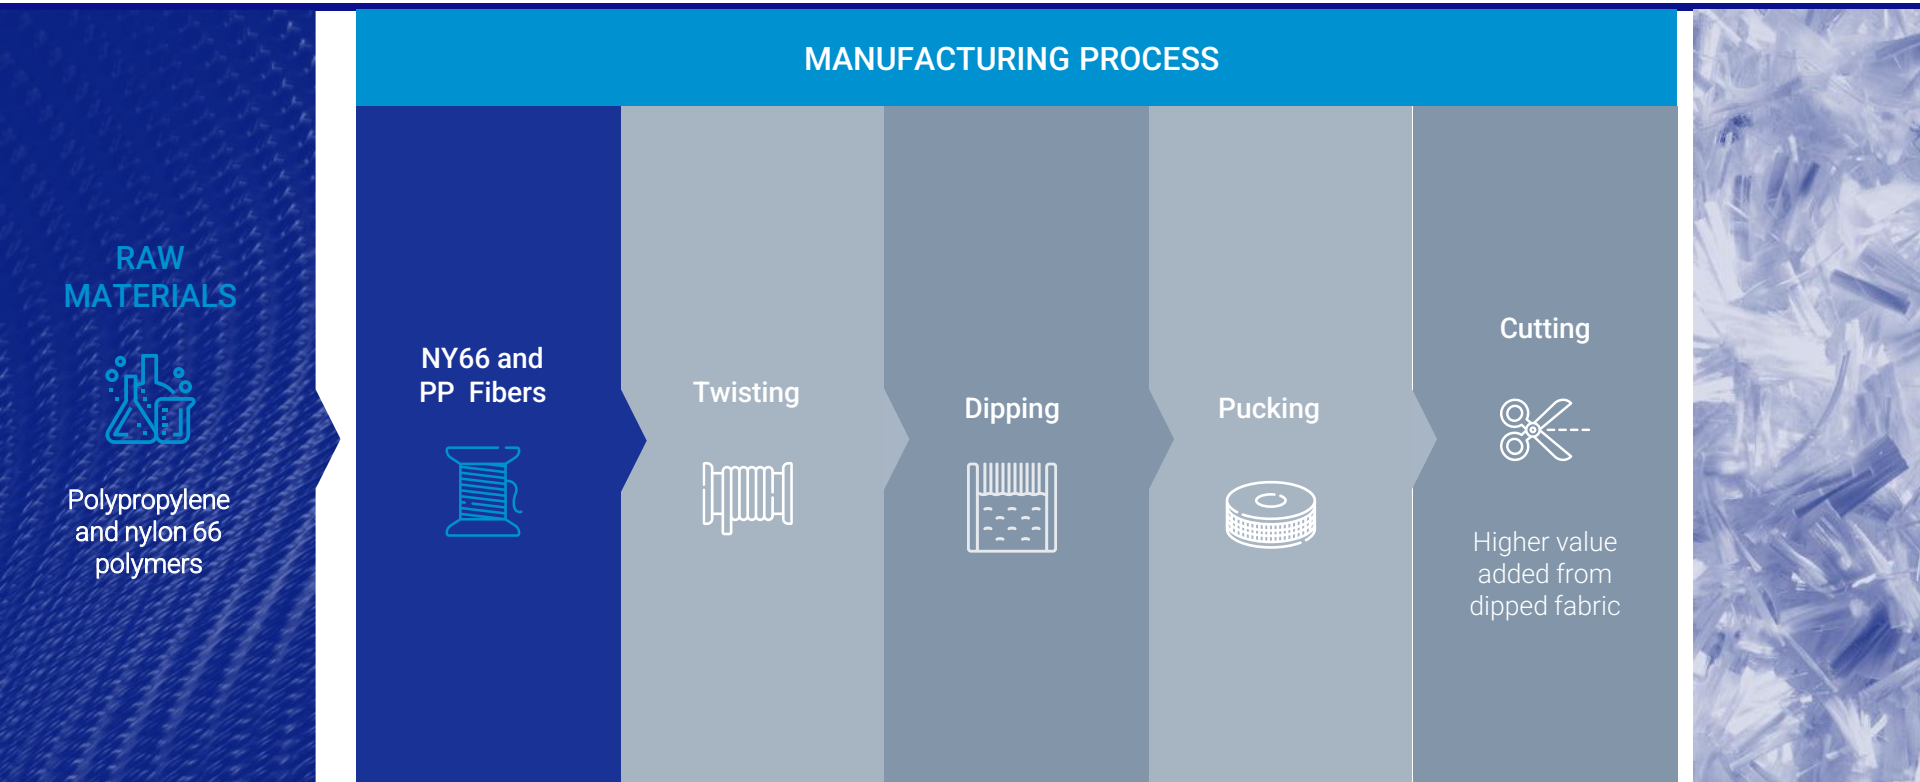 MANUFACTURING PROCESS
RAW
MATERIALS
Polypropylene
and nylon 66
polymers
NY66 and
PP  Fibers
Twisting
Dipping
Pucking
Cutting
Higher value
added from
dipped fabric